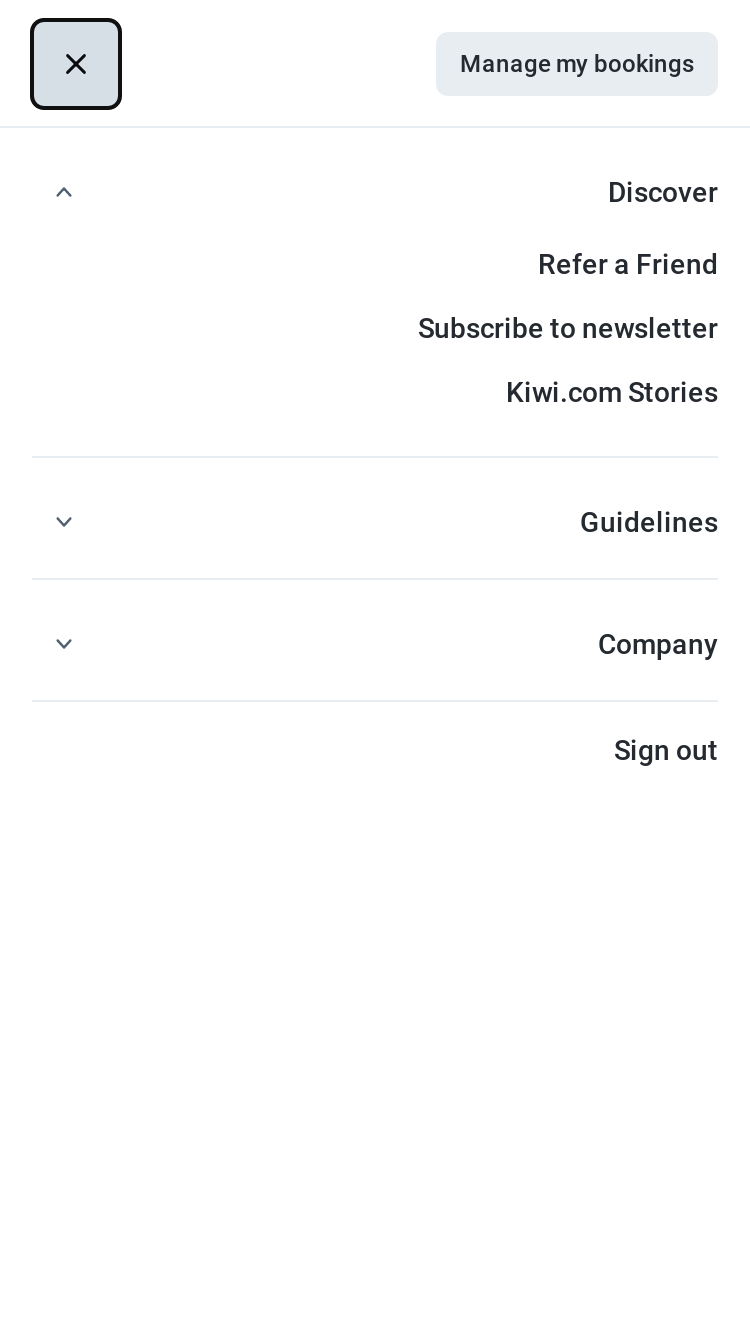 Manage my bookings
Discover
Refer a Friend
Subscribe to newsletter
Kiwi.com Stories
Guidelines
Company
Sign out